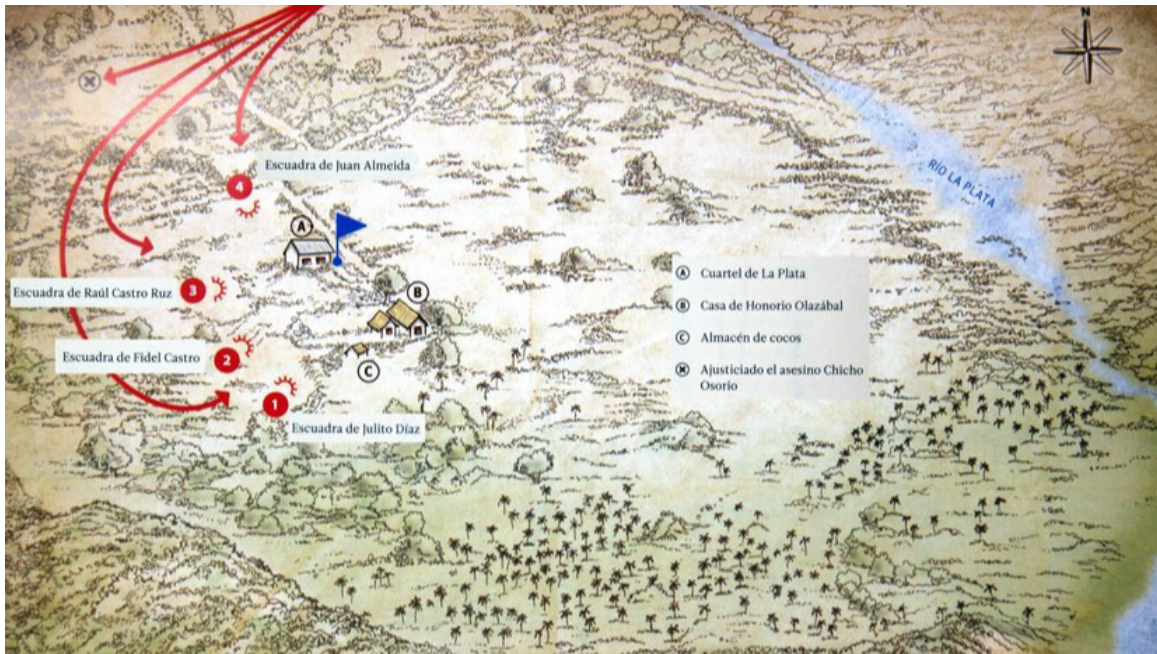 N
RÍO LA PLATA
Escuadra de Juan Almeida
4
A
Escuadra de Raúl Castro Ruz
3
B
Escuadra de Fidel Castro
2
C
1
Escuadra de Julito Díaz
A Cuartel de La Plata
B Casa de Honorio Olazábal
C Almacén de cocos
Ajusticiado el asesino Chicho
Osorio